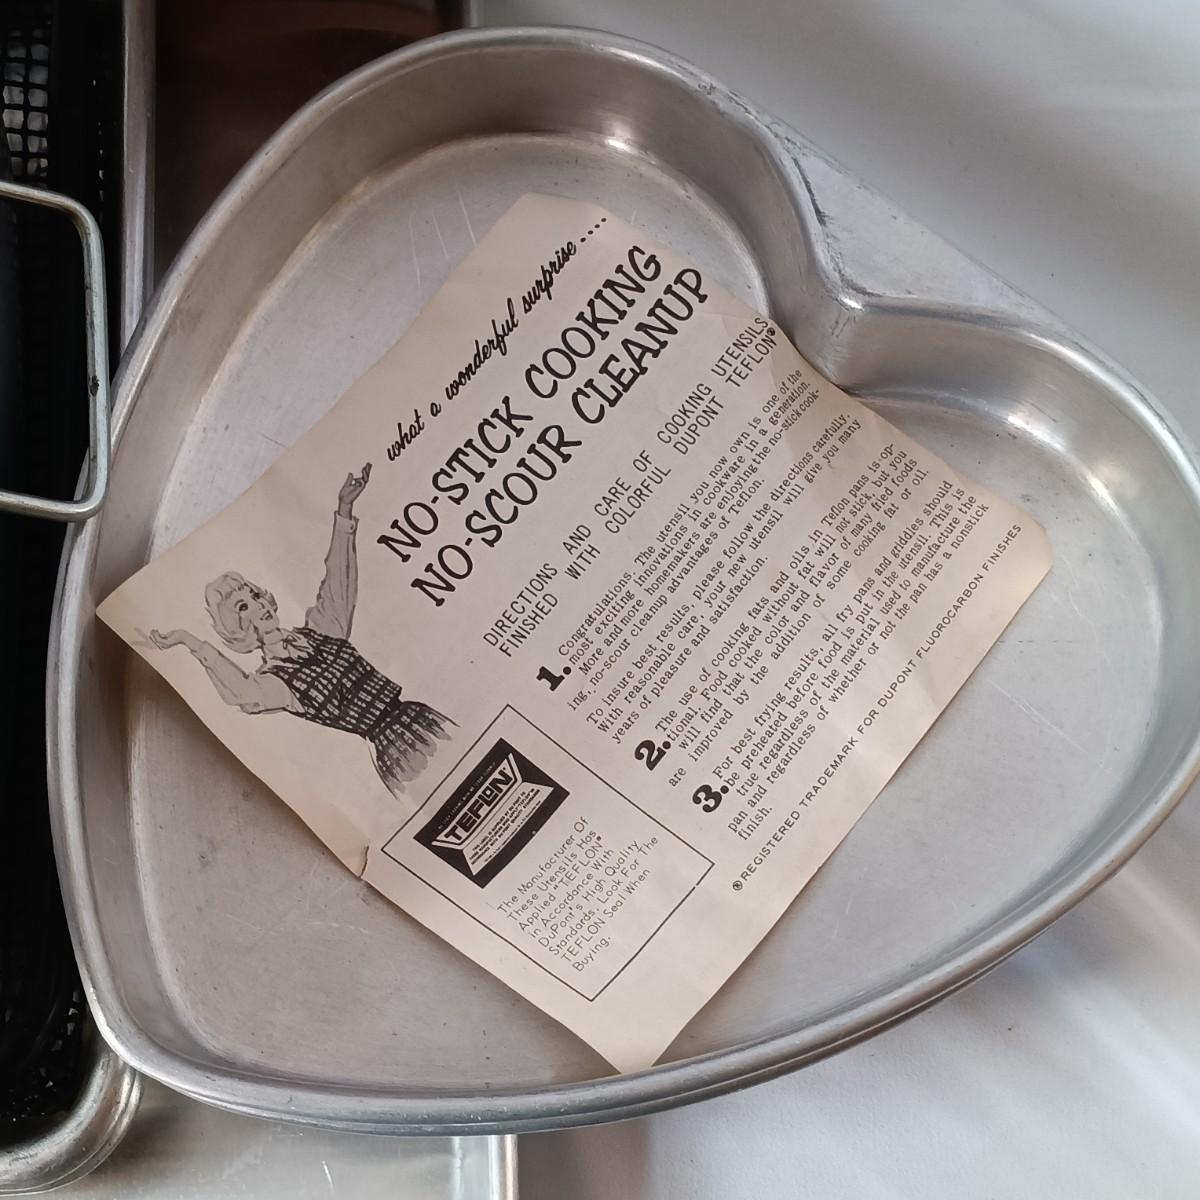 what a wonderful surprise....
NO-STICK COOKING
NO-SCOUR CLEANUP
DIRECTIONS AND CARE OF COOKING UTENSILS
FINISHED WITH COLORFUL DUPONT TEFLON®
1. Congratulations. The utensil you now own is one of the
most exciting innovations in cookware in a generation.
More and more homemakers are enjoying the no-stick cook-
ing, no-scour cleanup advantages of Teflon.
To insure best results, please follow the directions carefully.
With reasonable care, your new utensil will give you many
years of pleasure and satisfaction.
2. The use of cooking fats and oils in Teflon pans is op-
tional. Food cooked without fat will not stick, but you
will find that the color and flavor of many fried foods
are improved by the addition of some cooking fat or oil.
3. For best frying results, all fry pans and griddles should
be preheated before food is put in the utensil. This is
true regardless of the material used to manufacture the
pan and regardless of whether or not the pan has a nonstick
finish.
TEFLON
The Manufacturer Of
These Utensils Has
Applied "TEFLON"®
in Accordance With
DuPont's High Quality
Standards. Look For The
TEFLON Seal When
Buying.
® REGISTERED TRADEMARK FOR DUPONT FLUOROCARBON FINISHES